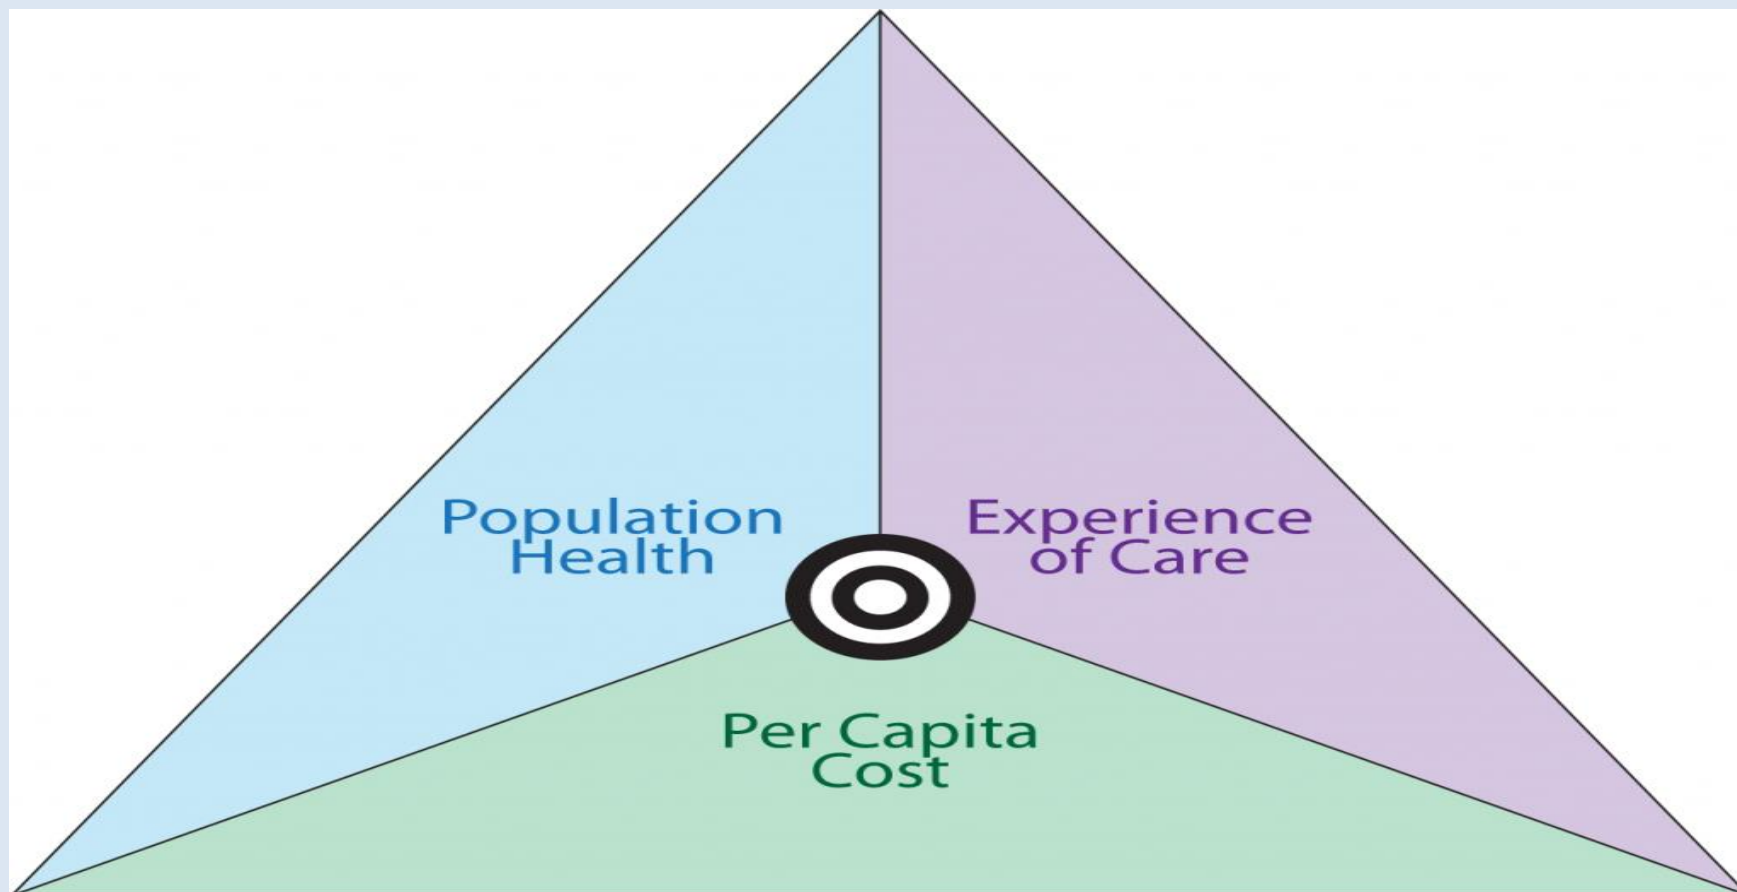 Population
Health
Experience
of Care
Per Capita
Cost